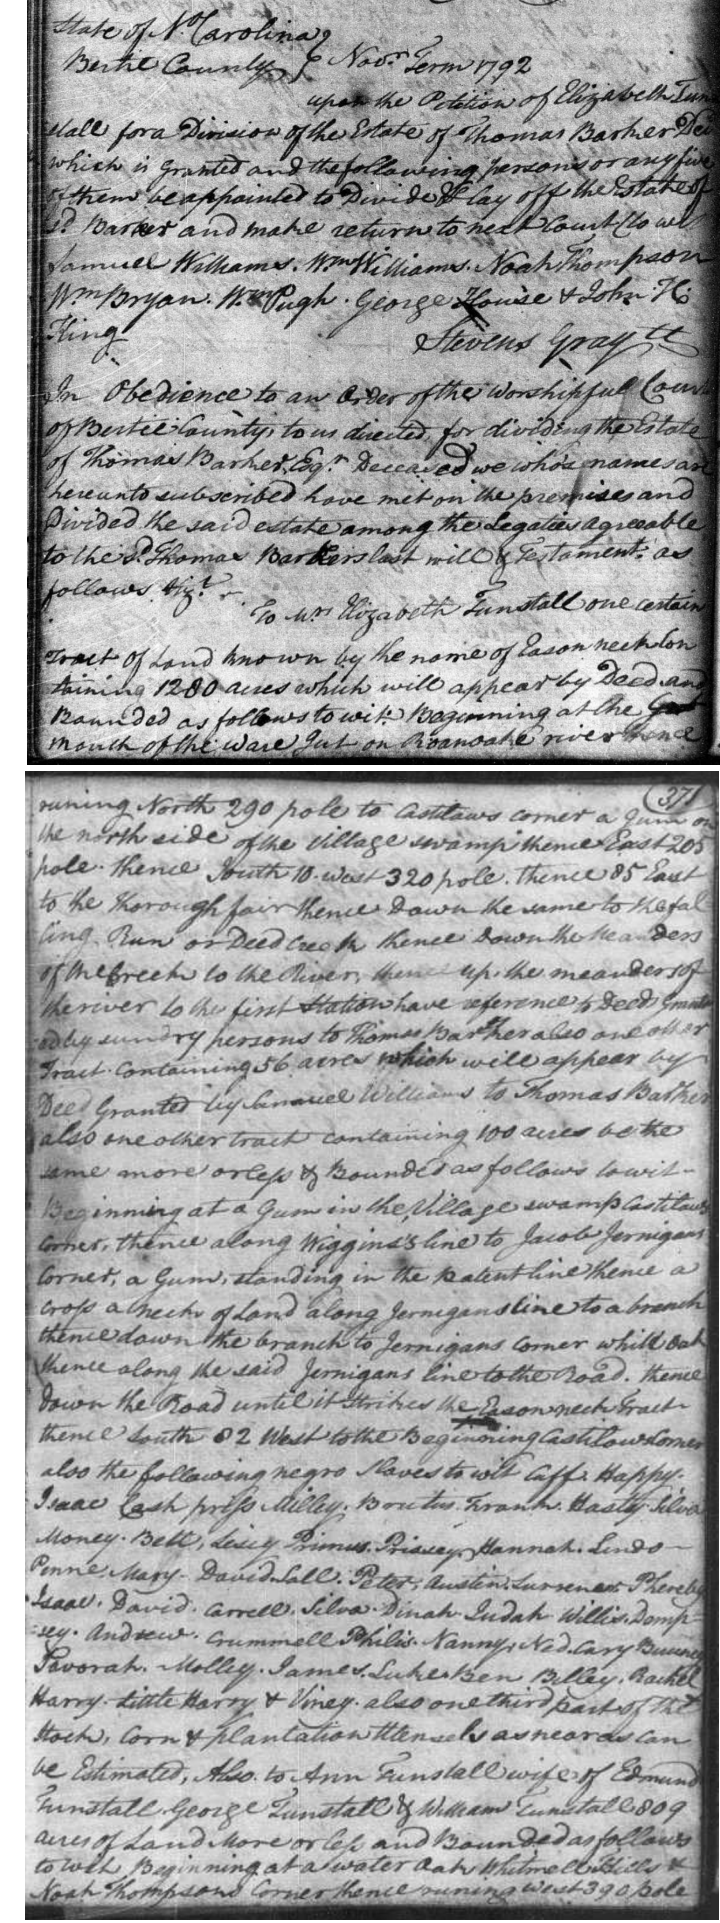 State of No Carolina }
Bertie County } Novr Term 1792
upon the Petition of Elizabeth Tun
stall for a Division of the Estate of Thomas Barker Decd
which is granted and the following persons or any five
of them be appointed to Divide & lay off the Estate of
sd Barker and make return to next Court (to wit
Samuel Williams. Wm Williams. Noah Thompson
Wm Bryan. Wm Pugh. George House & John H
King
Stevens Gray
In Obedience to an Order of the Worshipful Court
of Bertie County, to us directed for dividing the Estate
of Thomas Barker, Esqr Deceased we who's names are
hereunto subscribed have met on the premises and
Divided the said estate among the Legaties agreeable
to the sd Thomas Barkers last will & Testament. as
follows Vizt
To Mrs Elizabeth Tunstall one certain
Tract of Land known by the name of Eason neck Con
taining 1280 acres which will appear by Deed and
Bounded as follows to wit. Beginning at the
mouth of the Ware Gut on Roanoake river thence
371
runing North 290 pole to Castlaws corner a Gum on
the north side of the Village swamp thence East 205
pole. thence South 10 west 320 pole. thence 85 East
to the thoroughfair thence Down the same to the fal
ling Run or Deed Creek thence Down the meanders
of the Creek to the River, thence up the meanders of
the river to the first Station have reference to Deeds Grant
ed by sundry persons to Thomas Barker also one other
Tract. containing 56 acres which will appear by
Deed Granted by Samuel Williams to Thomas Barker
also one other tract containing 100 acres be the
same more or less & Bounded as follows to wit-
Beginning at a Gum in the Village swamp Castilaws
Corner, thence along Wiggins's line to Jacob Jernigans
Corner, a Gum, standing in the patent line thence a
cross a neck of Land along Jernigans line to a branch
thence down the branch to Jernigans Corner white oak
thence along the said Jernigans line to the Road. thence
down the Road until it strikes the Eason neck Tract
thence South 82 West to the Beginning Castilaws Corner
also the following negro slaves to wit Cuff. Happy.
Isaac Cash Milley. Brutus. Frank. Hasty Silva
Money. Bett, Primus. Hannah.
Penne, Mary. David Sall. Peter, Austin Phereby
Isaac. David. Carrell. Silva. Dinah. Judah Willis. Demp
sey. Andrew. Crummell Philis. Nanny, Ned. Cary
Molley. James. Luke. Ben Billey. Rachel
Harry. Little Harry & Viney. also one third part of the
Stock, Corn & plantation Utensels as near as can
be Estimated, Also. to Ann Tunstall wife of Edmund
Tunstall. George Tunstall & William Tunstall 809
acres of Land More or less and Bounded as follows
to wit Beginning at a water Oak Whitmell Hills &
Noah Thompsons Corner thence runing West 390 pole